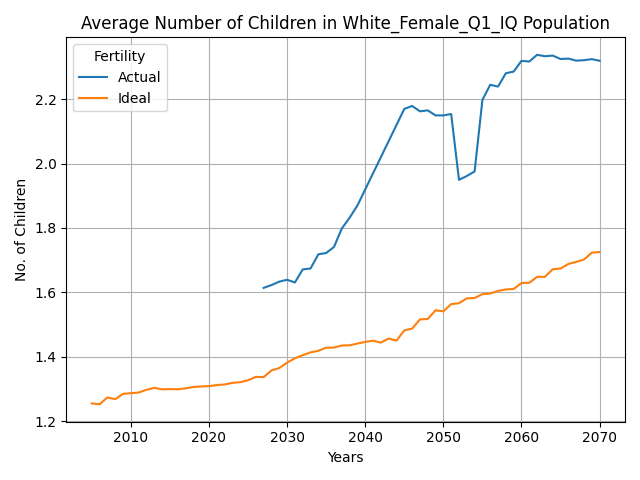 Average Number of Children in White_Female_Q1_IQ Population
Fertility
Actual
Ideal
No. of Children
2.2
2.0
1.8
1.6
1.4
1.2
2010 2020 2030 2040 2050 2060 2070
Years